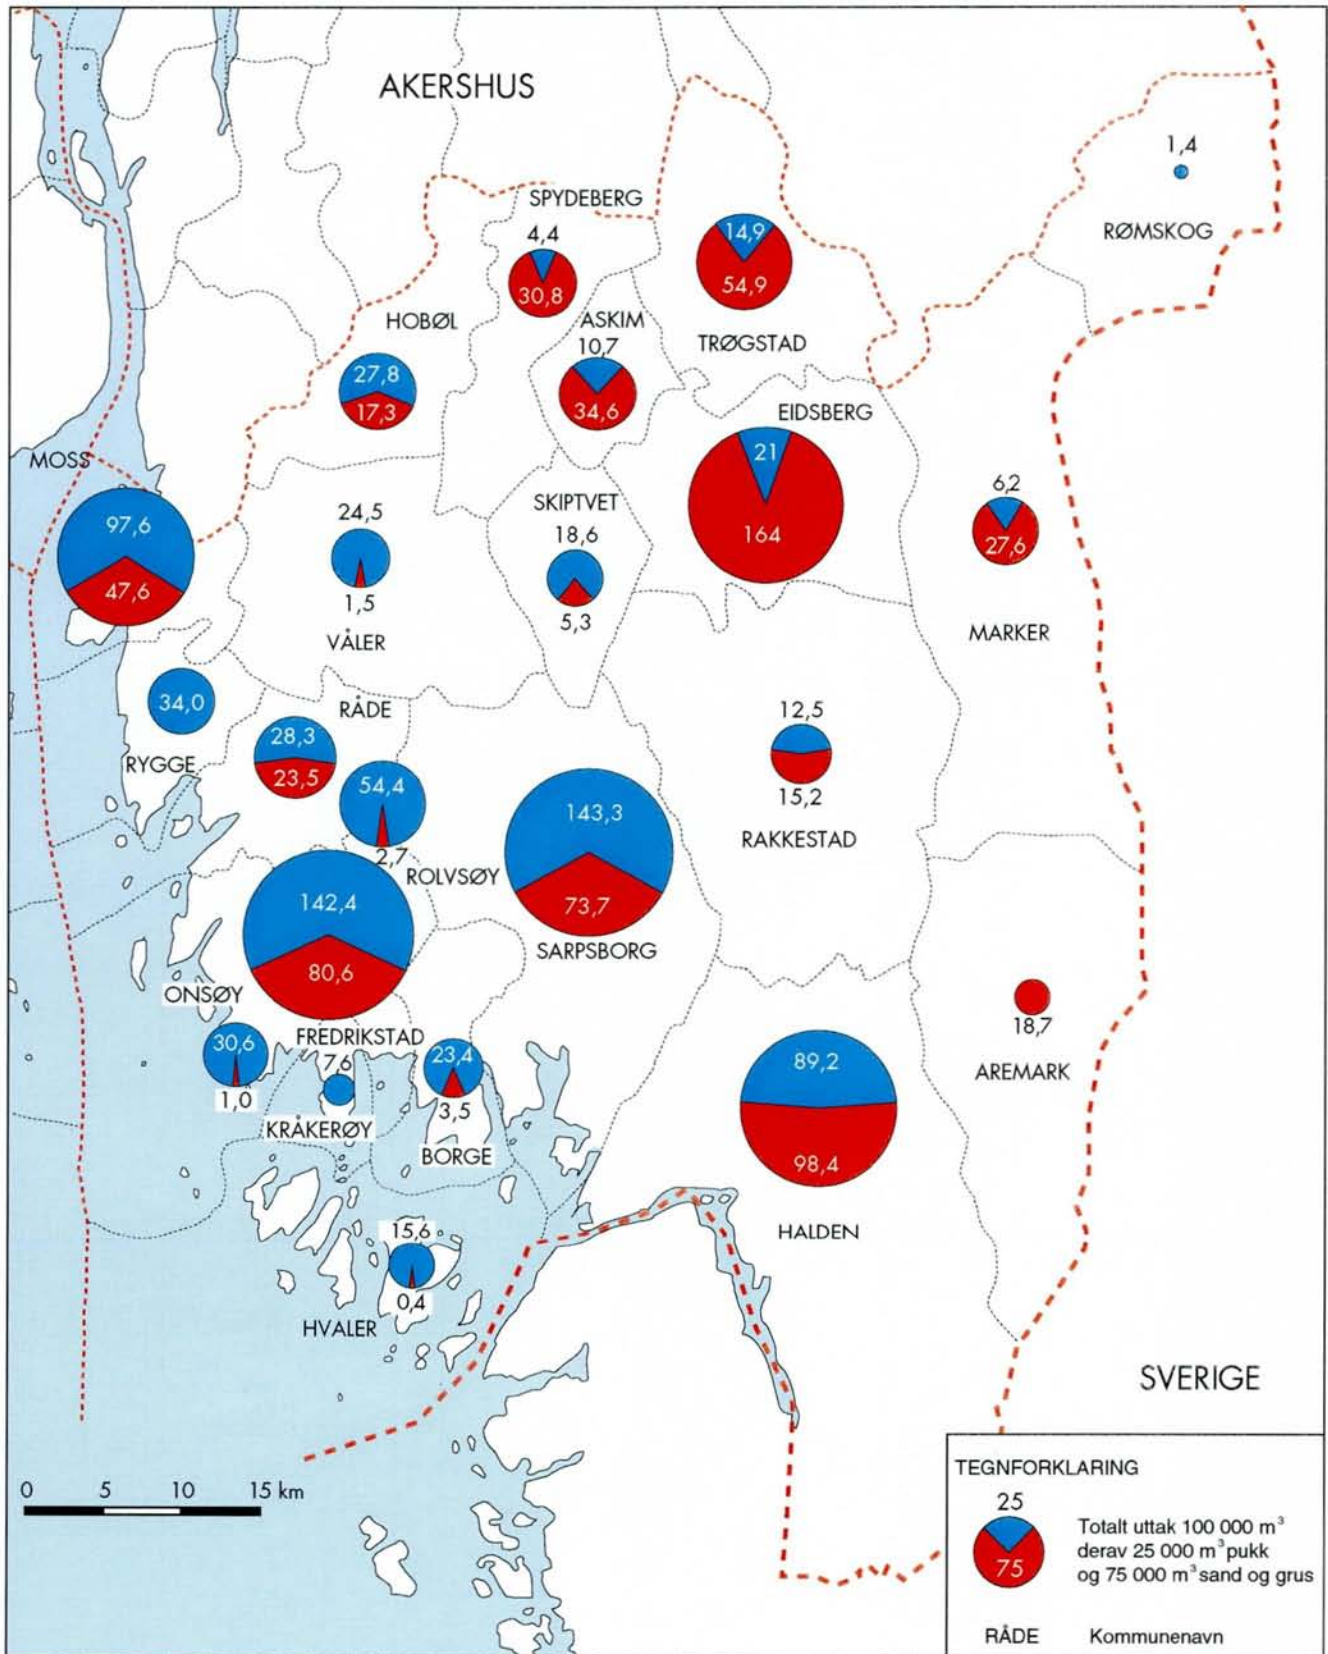 AKERSHUS
1,4
RØMSKOG
SPYDEBERG
4,4
30,8
14,9
54,9
TRØGSTAD
HOBØL
27,8
17,3
ASKIM
10,7
34,6
EIDSBERG
21
164
MOSS
97,6
47,6
24,5
1,5
VÅLER
SKIPTVET
18,6
5,3
6,2
27,6
MARKER
34,0
RYGGE
RÅDE
28,3
23,5
54,4
2,7
ROLVSØY
143,3
73,7
SARPSBORG
12,5
15,2
RAKKESTAD
142,4
80,6
FREDRIKSTAD
ONSØY
30,6
1,0
7,6
KRÅKERØY
23,4
3,5
BORGE
18,7
AREMARK
89,2
98,4
HALDEN
15,6
0,4
HVALER
SVERIGE
0 5 10 15 km
TEGNFORKLARING
25
75
Totalt uttak 100 000 m³
derav 25 000 m³ pukk
og 75 000 m³ sand og grus
RÅDE Kommunenavn